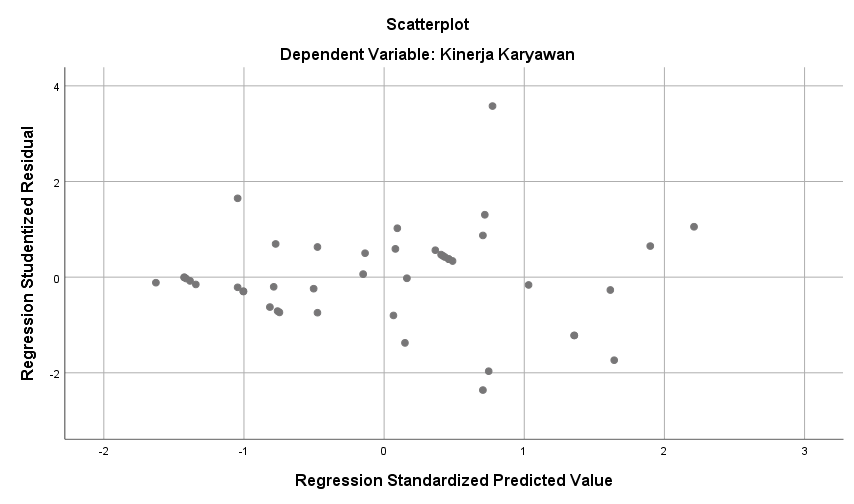 Scatterplot
Dependent Variable: Kinerja Karyawan
Regression Studentized Residual
4
2
0
-2
-2
-1
0
1
2
3
Regression Standardized Predicted Value